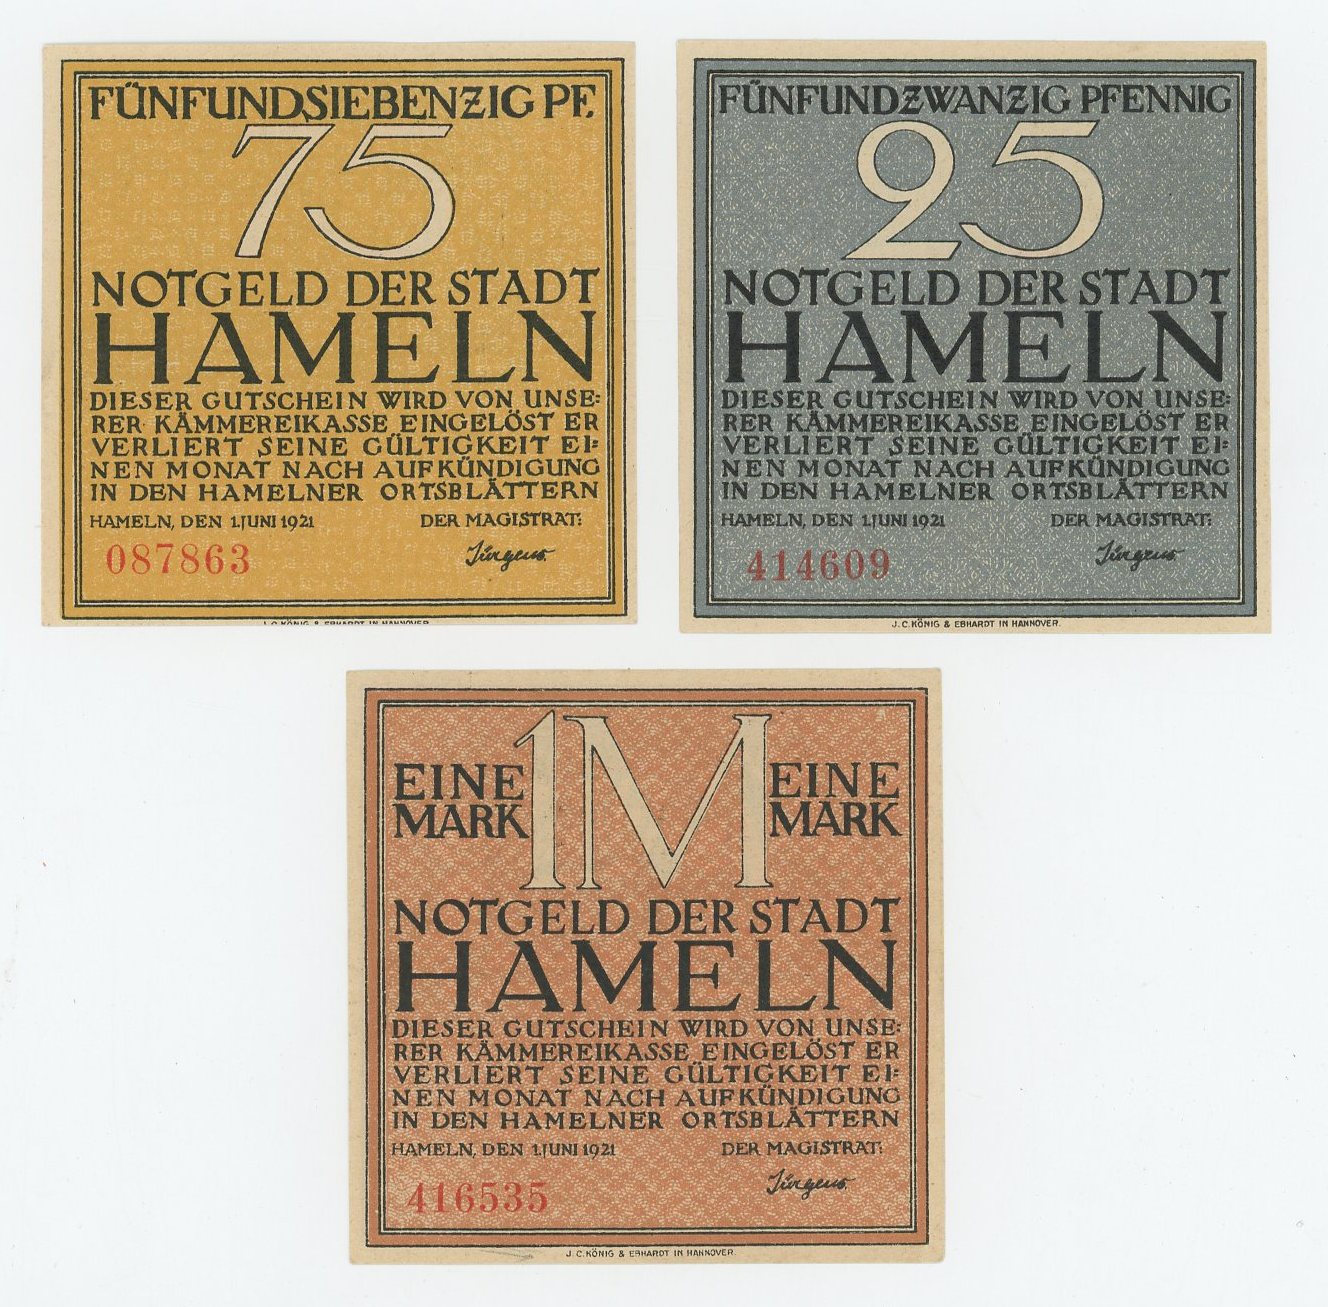 FÜNFUNDSIEBENZIG PF.
75
NOTGELD DER STADT
HAMELN
DIESER GUTSCHEIN WIRD VON UNSE=
RER KÄMMEREIKASSE EINGELÖST ER
VERLIERT SEINE GÜLTIGKEIT EI=
NEN MONAT NACH AUFKÜNDIGUNG
IN DEN HAMELNER ORTSBLÄTTERN
HAMELN, DEN 1. JUNI 1921 DER MAGISTRAT:
087863 Jürgens.
J. C. KÖNIG & EBHARDT IN HANNOVER.
FÜNFUNDZWANZIG PFENNIG
25
NOTGELD DER STADT
HAMELN
DIESER GUTSCHEIN WIRD VON UNSE=
RER KÄMMEREIKASSE EINGELÖST ER
VERLIERT SEINE GÜLTIGKEIT EI=
NEN MONAT NACH AUFKÜNDIGUNG
IN DEN HAMELNER ORTSBLÄTTERN
HAMELN, DEN 1. JUNI 1921 DER MAGISTRAT:
414609 Jürgens.
J. C. KÖNIG & EBHARDT IN HANNOVER.
1M
EINE EINE
MARK MARK
NOTGELD DER STADT
HAMELN
DIESER GUTSCHEIN WIRD VON UNSE=
RER KÄMMEREIKASSE EINGELÖST ER
VERLIERT SEINE GÜLTIGKEIT EI=
NEN MONAT NACH AUFKÜNDIGUNG
IN DEN HAMELNER ORTSBLÄTTERN
HAMELN, DEN 1. JUNI 1921 DER MAGISTRAT:
416535 Jürgens.
J. C. KÖNIG & EBHARDT IN HANNOVER.